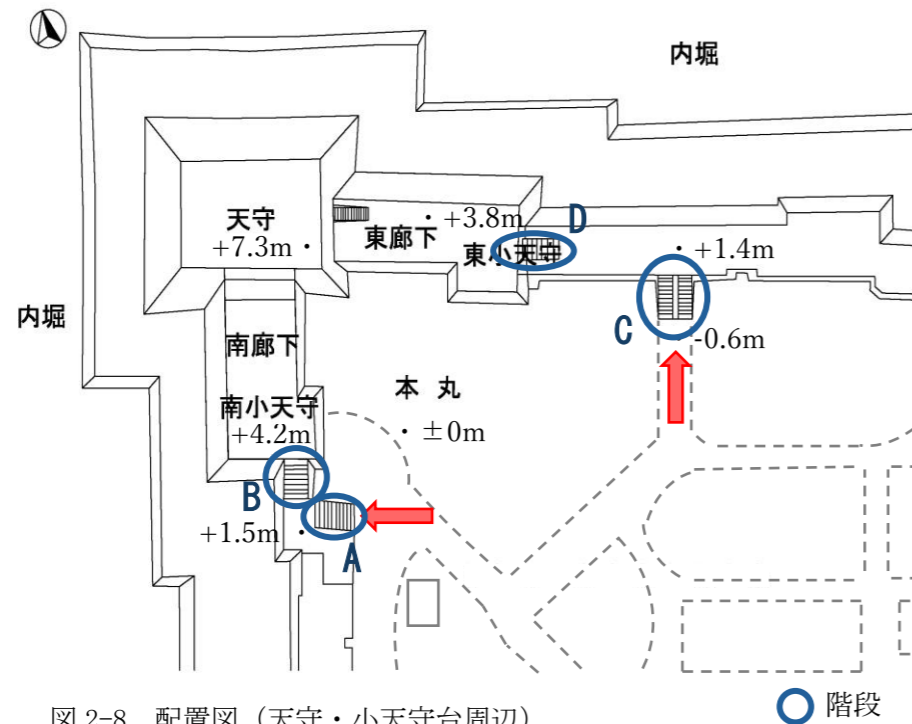 内堀
天守
+7.3m・
・+3.8m
東廊下
D
東小天守
・+1.4m
内堀
C
-0.6m
南廊下
本 丸
南小天守
+4.2m
・±0m
B
+1.5m・
A
図 2-8 配置図（天守・小天守台周辺）
階段